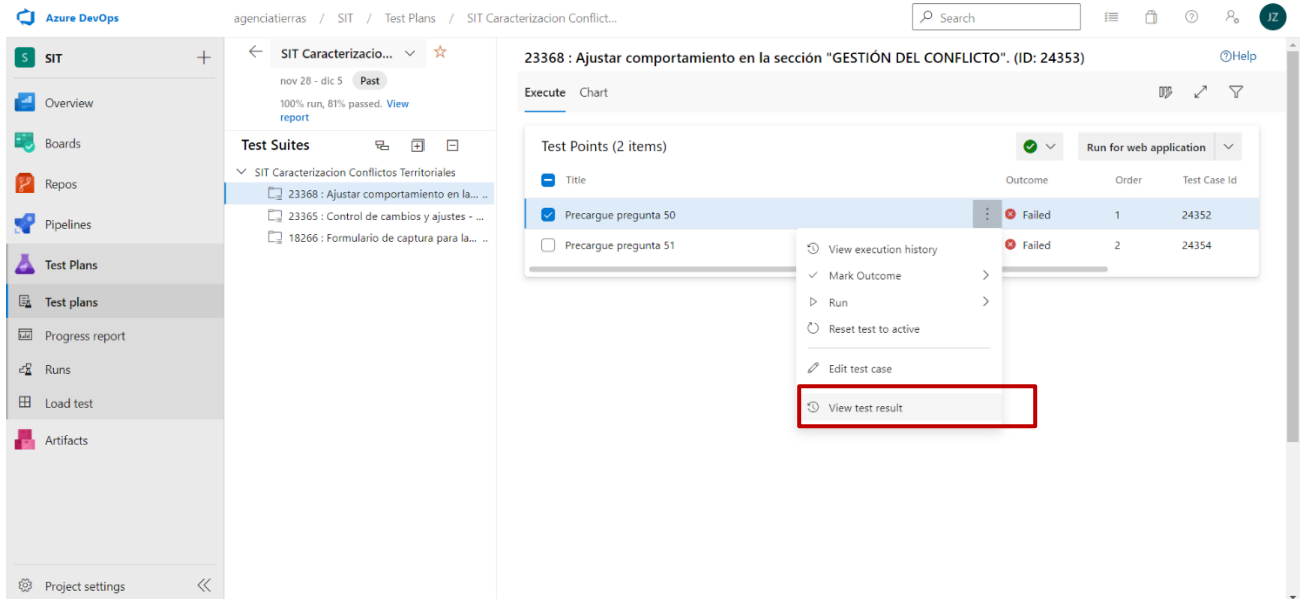 Azure DevOps
agenciatierras / SIT / Test Plans / SIT Caracterizacion Conflict...
Search
JZ
S SIT
Overview
Boards
Repos
Pipelines
Test Plans
Test plans
Progress report
Runs
Load test
Artifacts
Project settings
SIT Caracterizacio...
nov 28 - dic 5 Past
100% run, 81% passed. View
report
Test Suites
SIT Caracterizacion Conflictos Territoriales
23368 : Ajustar comportamiento en la... ..
23365 : Control de cambios y ajustes - ...
18266 : Formulario de captura para la... ..
23368 : Ajustar comportamiento en la sección "GESTIÓN DEL CONFLICTO". (ID: 24353)
Help
Execute Chart
Test Points (2 items)
Run for web application
Title Outcome Order Test Case Id
Precargue pregunta 50 Failed 1 24352
Precargue pregunta 51 Failed 2 24354
View execution history
Mark Outcome
Run
Reset test to active
Edit test case
View test result